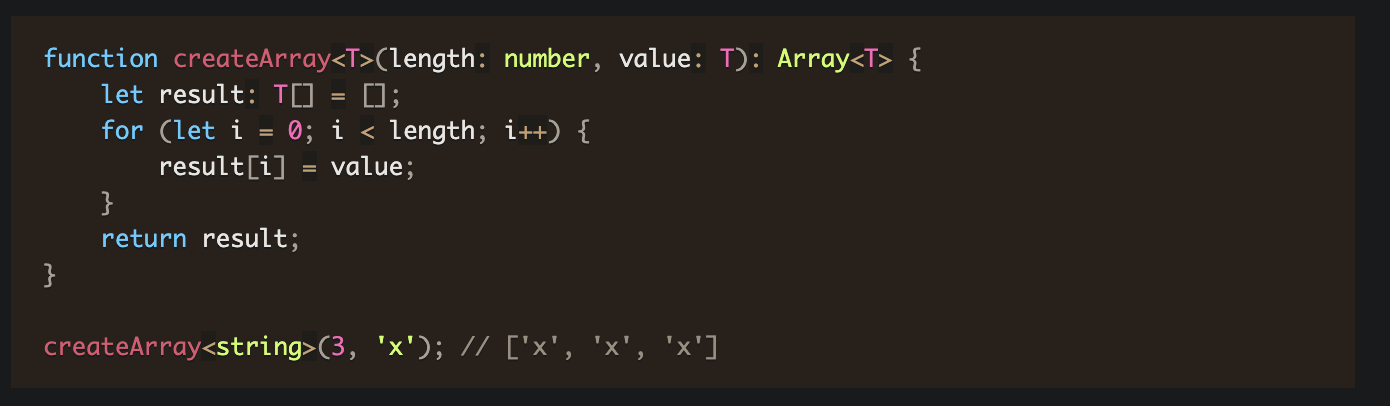 function createArray<T>(length: number, value: T): Array<T> {
    let result: T[] = [];
    for (let i = 0; i < length; i++) {
        result[i] = value;
    }
    return result;
}

createArray<string>(3, 'x'); // ['x', 'x', 'x']